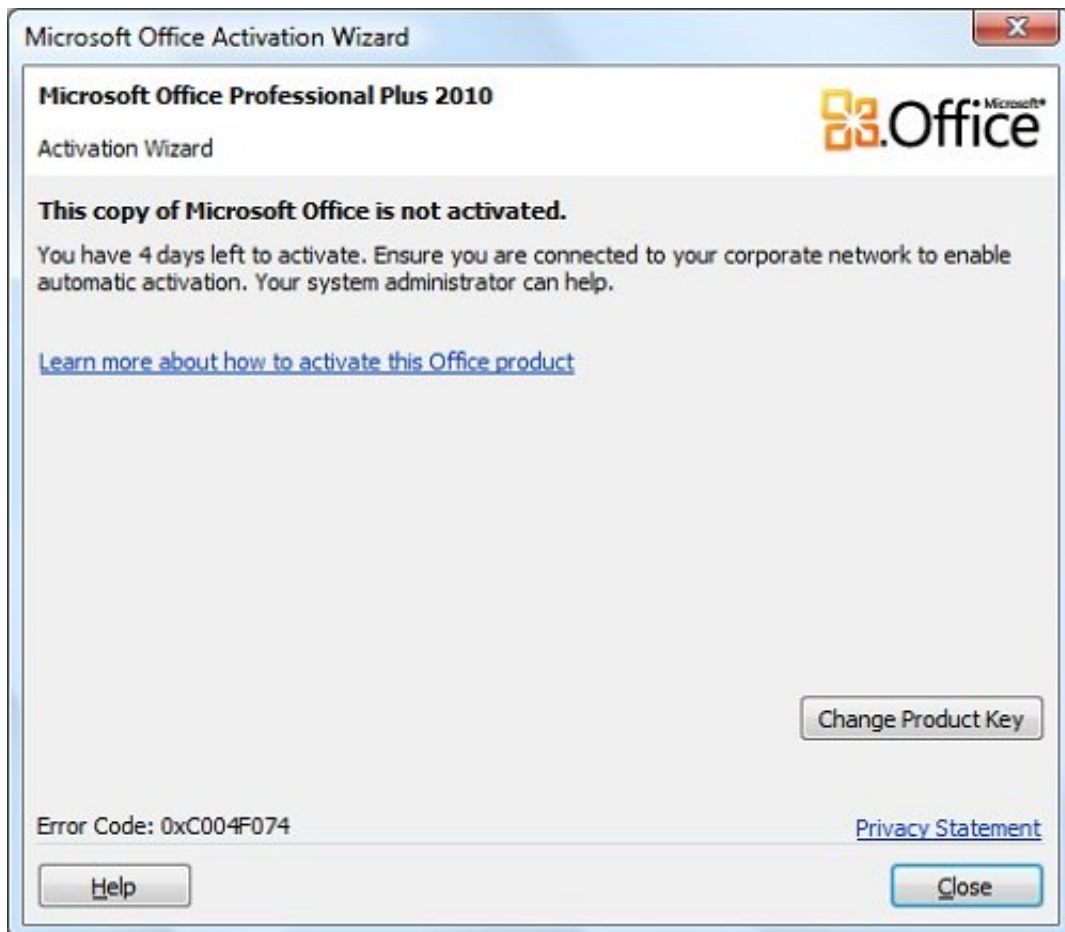 Microsoft Office Activation Wizard
Microsoft Office Professional Plus 2010
Microsoft®
Office
Activation Wizard
This copy of Microsoft Office is not activated.
You have 4 days left to activate. Ensure you are connected to your corporate network to enable
automatic activation. Your system administrator can help.
Learn more about how to activate this Office product
Change Product Key
Error Code: 0xC004F074
Privacy Statement
Help
Close